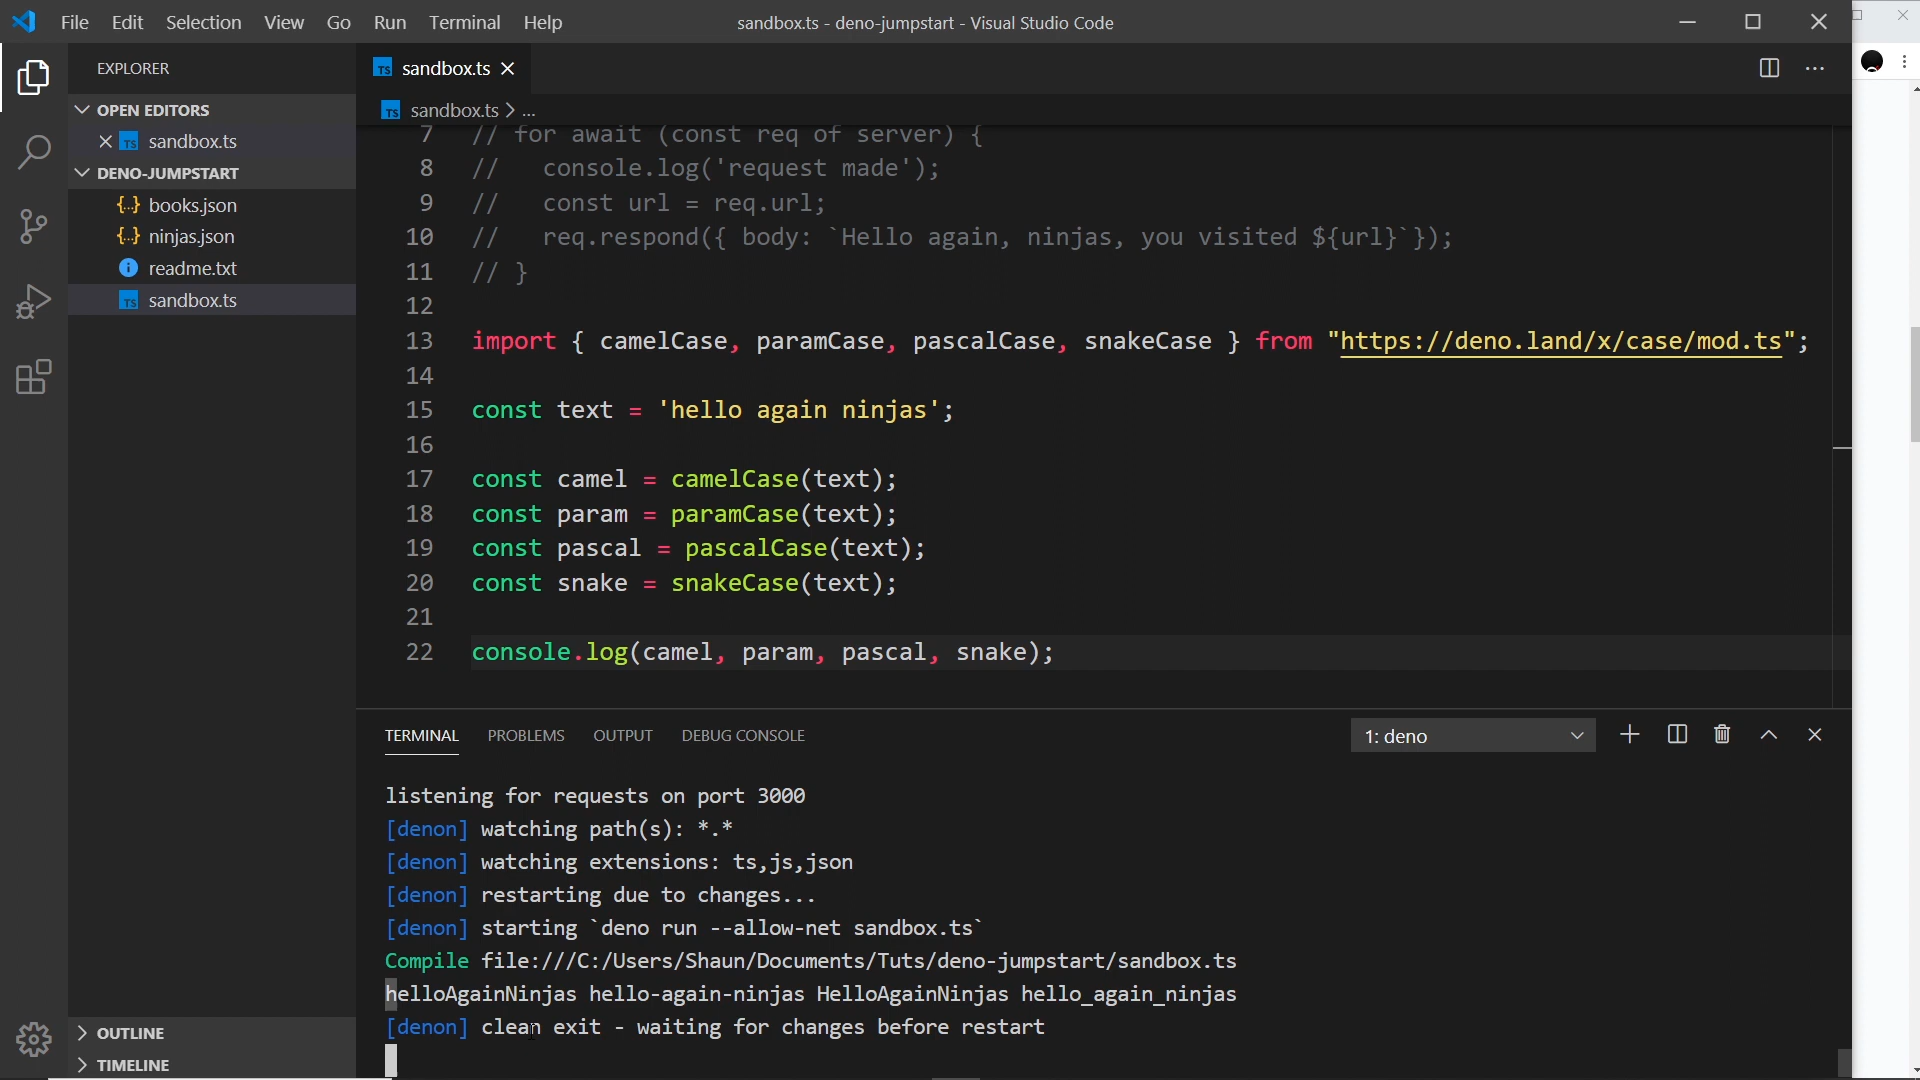 File Edit Selection View Go Run Terminal Help
sandbox.ts - deno-jumpstart - Visual Studio Code
EXPLORER
OPEN EDITORS
TS sandbox.ts
DENO-JUMPSTART
{..} books.json
{..} ninjas.json
readme.txt
TS sandbox.ts
OUTLINE
TIMELINE
TS sandbox.ts
TS sandbox.ts > ...
7 // for await (const req of server) {
8 //   console.log('request made');
9 //   const url = req.url;
10 //   req.respond({ body: `Hello again, ninjas, you visited ${url}`});
11 // }
12
13 import { camelCase, paramCase, pascalCase, snakeCase } from "https://deno.land/x/case/mod.ts";
14
15 const text = 'hello again ninjas';
16
17 const camel = camelCase(text);
18 const param = paramCase(text);
19 const pascal = pascalCase(text);
20 const snake = snakeCase(text);
21
22 console.log(camel, param, pascal, snake);
TERMINAL PROBLEMS OUTPUT DEBUG CONSOLE
1: deno
listening for requests on port 3000
[denon] watching path(s): *.*
[denon] watching extensions: ts,js,json
[denon] restarting due to changes...
[denon] starting `deno run --allow-net sandbox.ts`
Compile file:///C:/Users/Shaun/Documents/Tuts/deno-jumpstart/sandbox.ts
helloAgainNinjas hello-again-ninjas HelloAgainNinjas hello_again_ninjas
[denon] clean exit - waiting for changes before restart